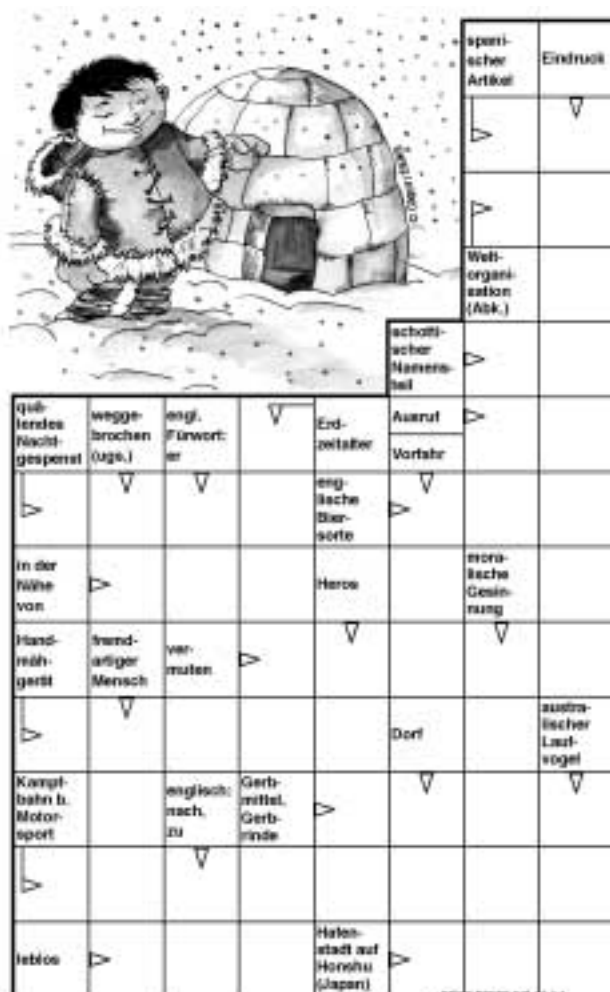 spani-
scher
Artikel
Eindruck
Welt-
organi-
sation
(Abk.)
schotti-
scher
Namens-
teil
quä-
lendes
Nacht-
gespenst
wegge-
brochen
(ugs.)
engl.
Fürwort:
er
Erd-
zeitalter
Ausruf
Vorfahr
eng-
lische
Bier-
sorte
in der
Nähe
von
Heros
mora-
lische
Gesin-
nung
Hand-
mäh-
gerät
fremd-
artiger
Mensch
ver-
muten
Dorf
austra-
lischer
Lauf-
vogel
Kampf-
bahn b.
Motor-
sport
englisch:
nach,
zu
Gerb-
mittel,
Gerb-
rinde
leblos
Hafen-
stadt auf
Honshu
(Japan)